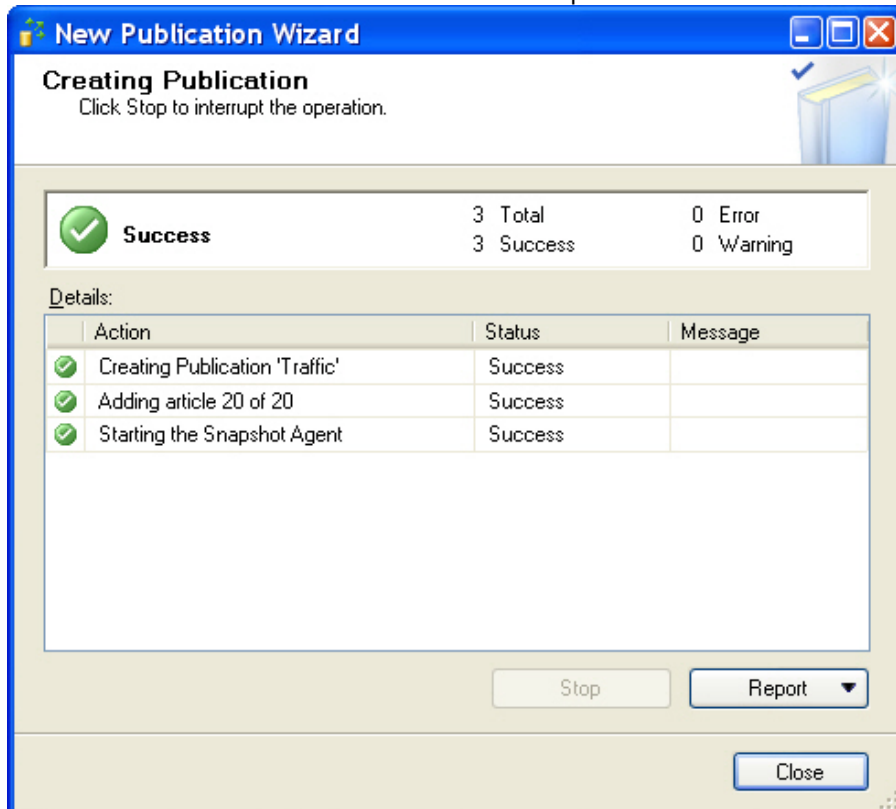 New Publication Wizard
Creating Publication
Click Stop to interrupt the operation.
Success
3 Total 0 Error
3 Success 0 Warning
Details:
Action Status Message
Creating Publication 'Traffic' Success
Adding article 20 of 20 Success
Starting the Snapshot Agent Success
Stop Report
Close